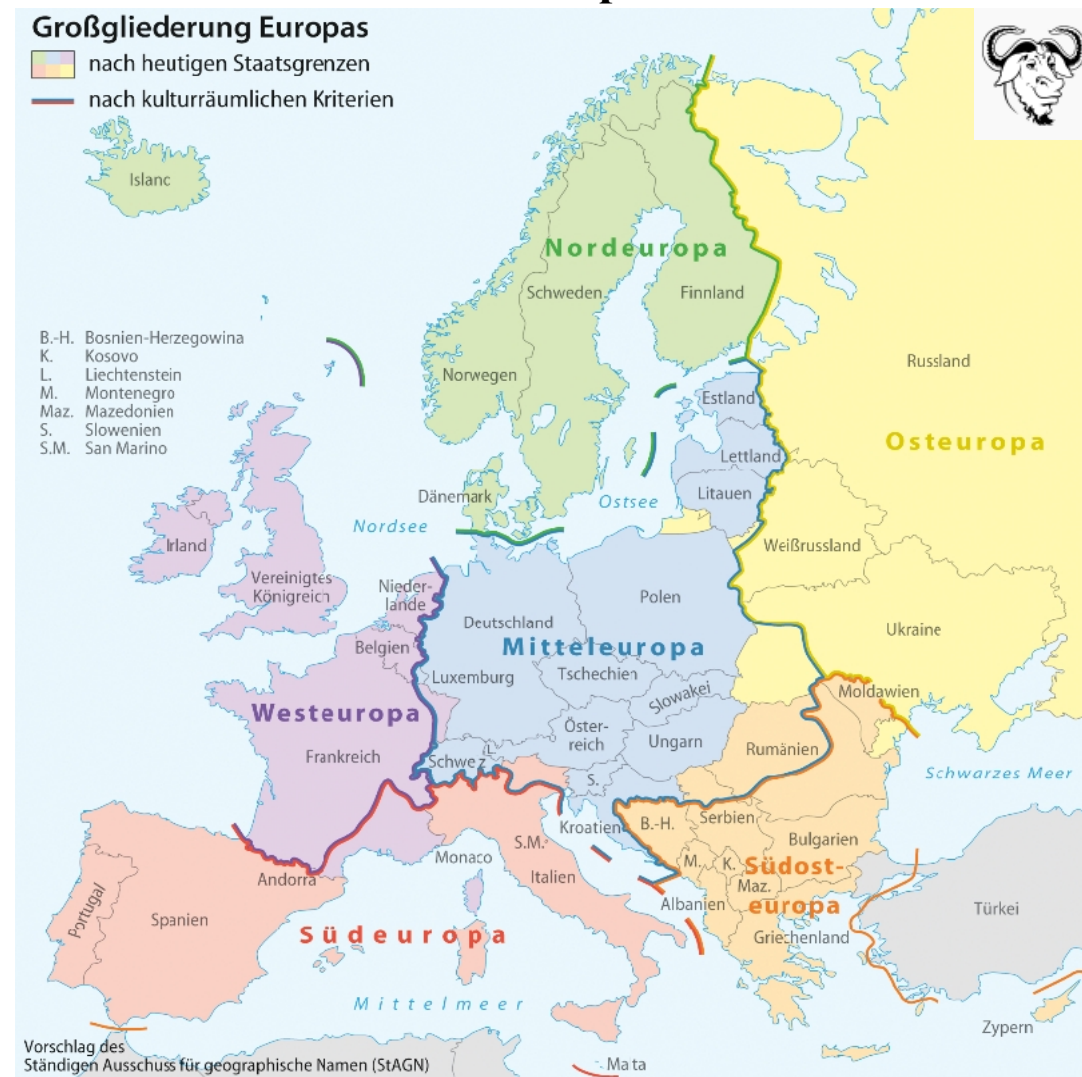 Großgliederung Europas
nach heutigen Staatsgrenzen
nach kulturräumlichen Kriterien
Islanc
Nordeuropa
Schweden
Finnland
B.-H. Bosnien-Herzegowina
K. Kosovo
L. Liechtenstein
M. Montenegro
Maz. Mazedonien
S. Slowenien
S.M. San Marino
Norwegen
Russland
Estland
Osteuropa
Lettland
Dänemark
Litauen
Ostsee
Nordsee
Irland
Weißrussland
Vereinigtes
Königreich
Nieder-
lande
Polen
Deutschland
Ukraine
Belgien
Mitteleuropa
Luxemburg
Tschechien
Slowakei
Moldawien
Westeuropa
Öster-
reich
Ungarn
Rumänien
Frankreich
L.
Schwe z
S.
Schwarzes Meer
Kroatien
B.-H.
Serbien
Bulgarien
S.M.
Monaco
M.
K.
Südost-
europa
Maz.
Andorra
Italien
Albanien
Portugal
Spanien
Türkei
Südeuropa
Griechenland
Mittelmeer
Zypern
Vorschlag des
Ständigen Ausschuss für geographische Namen (StAGN)
Ma ta